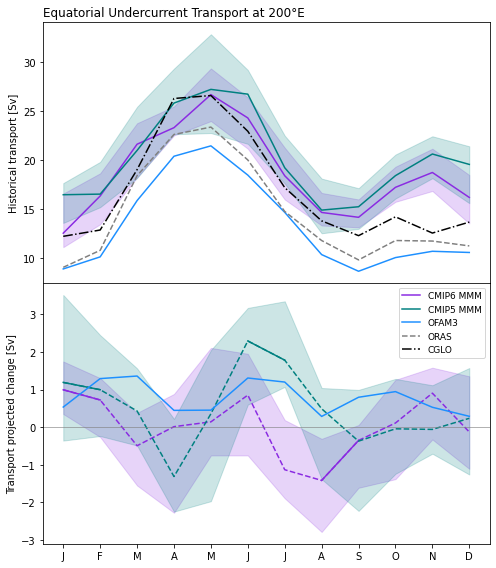 Equatorial Undercurrent Transport at 200°E
Historical transport [Sv]
30
25
20
15
10
Transport projected change [Sv]
3
2
1
0
−1
−2
−3
CMIP6 MMM
CMIP5 MMM
OFAM3
ORAS
CGLO
J F M A M J J A S O N D